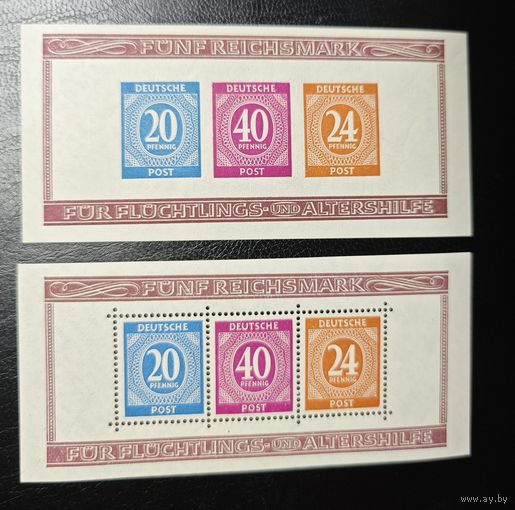 FÜNF REICHSMARK
DEUTSCHE DEUTSCHE DEUTSCHE
20 40 24
PFENNIG PFENNIG PFENNIG
POST POST POST
FÜR FLÜCHTLINGS-UND ALTERSHILFE
FÜNF REICHSMARK
DEUTSCHE DEUTSCHE DEUTSCHE
20 40 24
PFENNIG PFENNIG PFENNIG
POST POST POST
FÜR FLÜCHTLINGS-UND ALTERSHILFE
www.ay.by